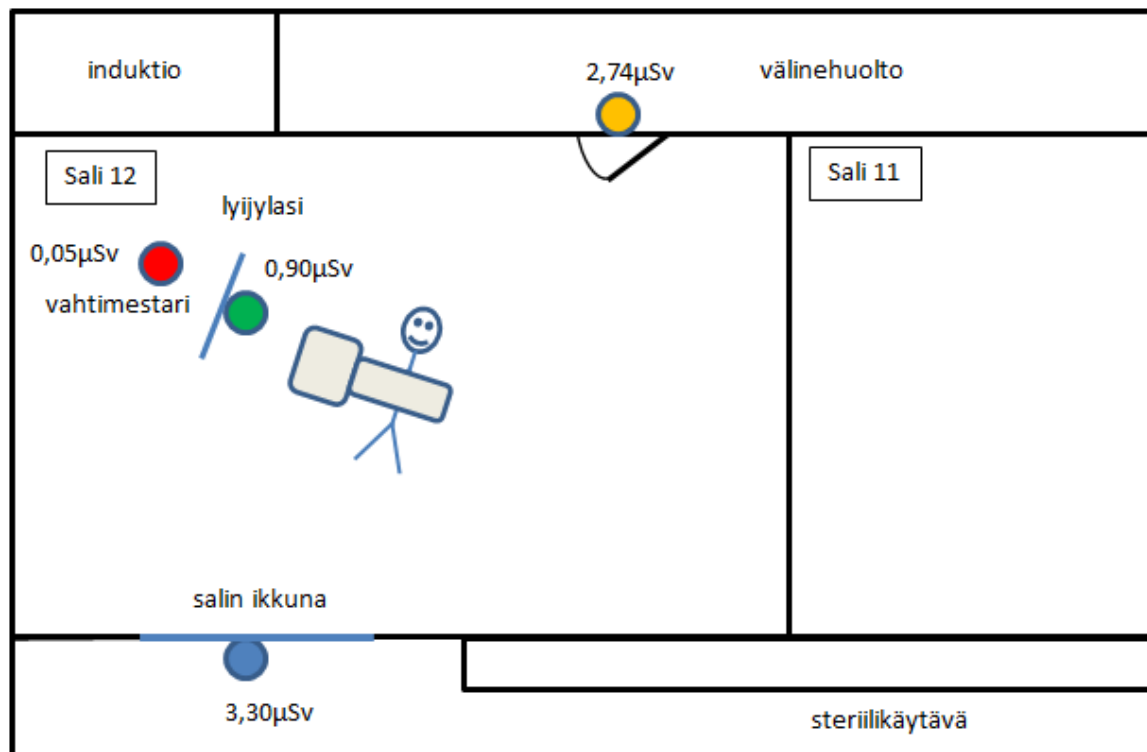 induktio
2,74µSv
välinehuolto
Sali 12
Sali 11
lyijylasi
0,05µSv
0,90µSv
vahtimestari
salin ikkuna
3,30µSv
steriilikäytävä